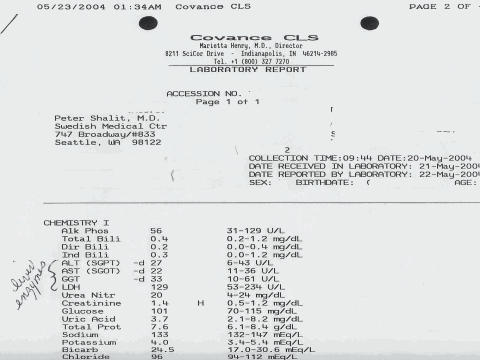 05/23/2004 01:34AM Covance CLS PAGE 2 OF
Covance CLS
Marietta Henry, M.D., Director
8211 SciCor Drive - Indianapolis, IN 46214-2985
Tel. +1 (800) 327 7270
LABORATORY REPORT
ACCESSION NO.
Page 1 of 1
Peter Shalit, M.D.
Swedish Medical Ctr
747 Broadway/#833
Seattle, WA 98122
2
COLLECTION TIME:09:44 DATE:20-May-2004
DATE RECEIVED IN LABORATORY: 21-May-2004
DATE REPORTED BY LABORATORY: 22-May-2004
SEX: BIRTHDATE: ( AGE:
CHEMISTRY I
Alk Phos 56 31-129 U/L
Total Bili 0.4 0.2-1.2 mg/dL
Dir Bili 0.2 0.0-0.4 mg/dL
Ind Bili 0.3 0.0-1.2 mg/dL
liver enzymes
ALT (SGPT) -d 27 6-43 U/L
AST (SGOT) -d 22 11-36 U/L
GGT -d 33 10-61 U/L
LDH 129 53-234 U/L
Urea Nitr 20 4-24 mg/dL
Creatinine 1.4 H 0.5-1.2 mg/dL
Glucose 101 70-115 mg/dL
Uric Acid 3.7 2.1-8.2 mg/dL
Total Prot 7.6 6.1-8.4 g/dL
Sodium 133 132-147 mEq/L
Potassium 4.0 3.4-5.4 mEq/L
Bicarb 24.5 17.0-30.6 mEq/L
Chloride 96 94-112 mEq/L